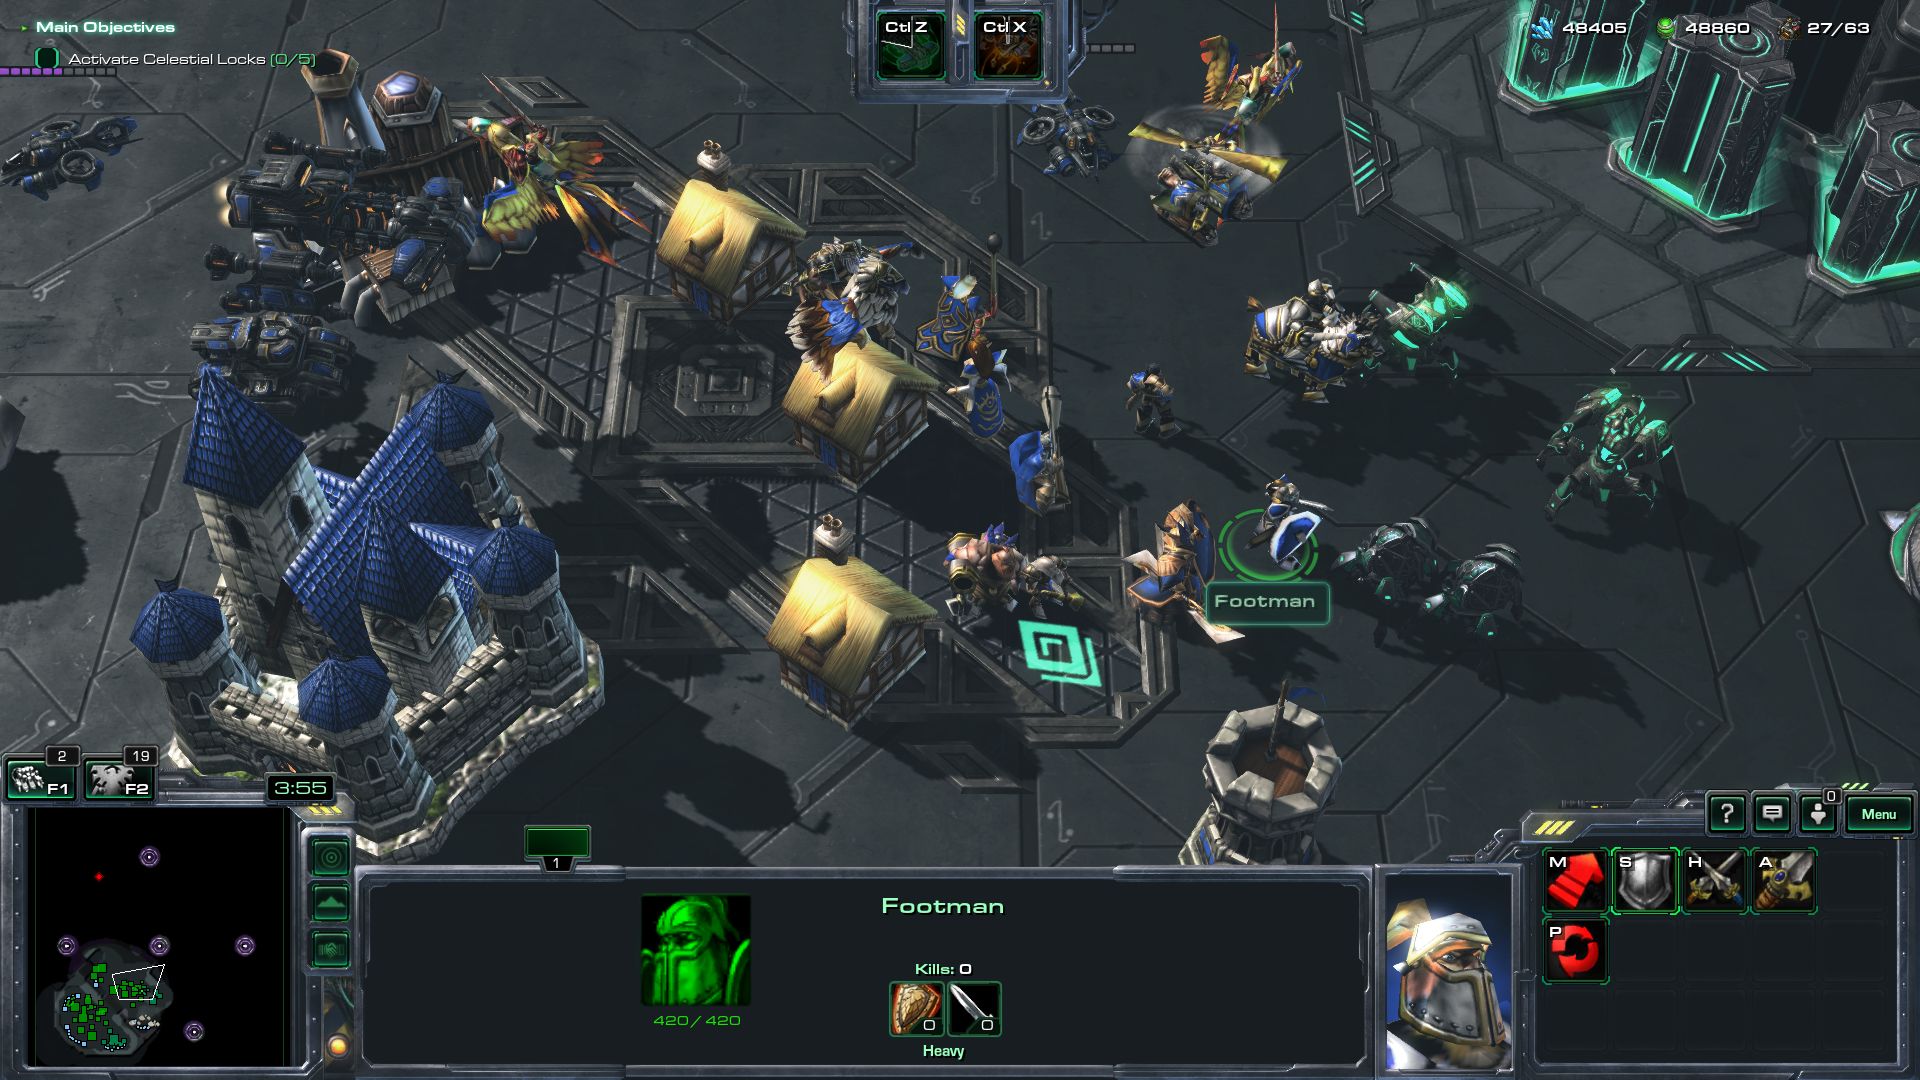 Main Objectives
Activate Celestial Locks (0/5)
Ctl Z
Ctl X
48405
48860
27/63
Footman
2
F1
19
F2
3:55
1
Footman
Kills: 0
420/420
0
0
Heavy
?
0
Menu
M
S
H
A
P